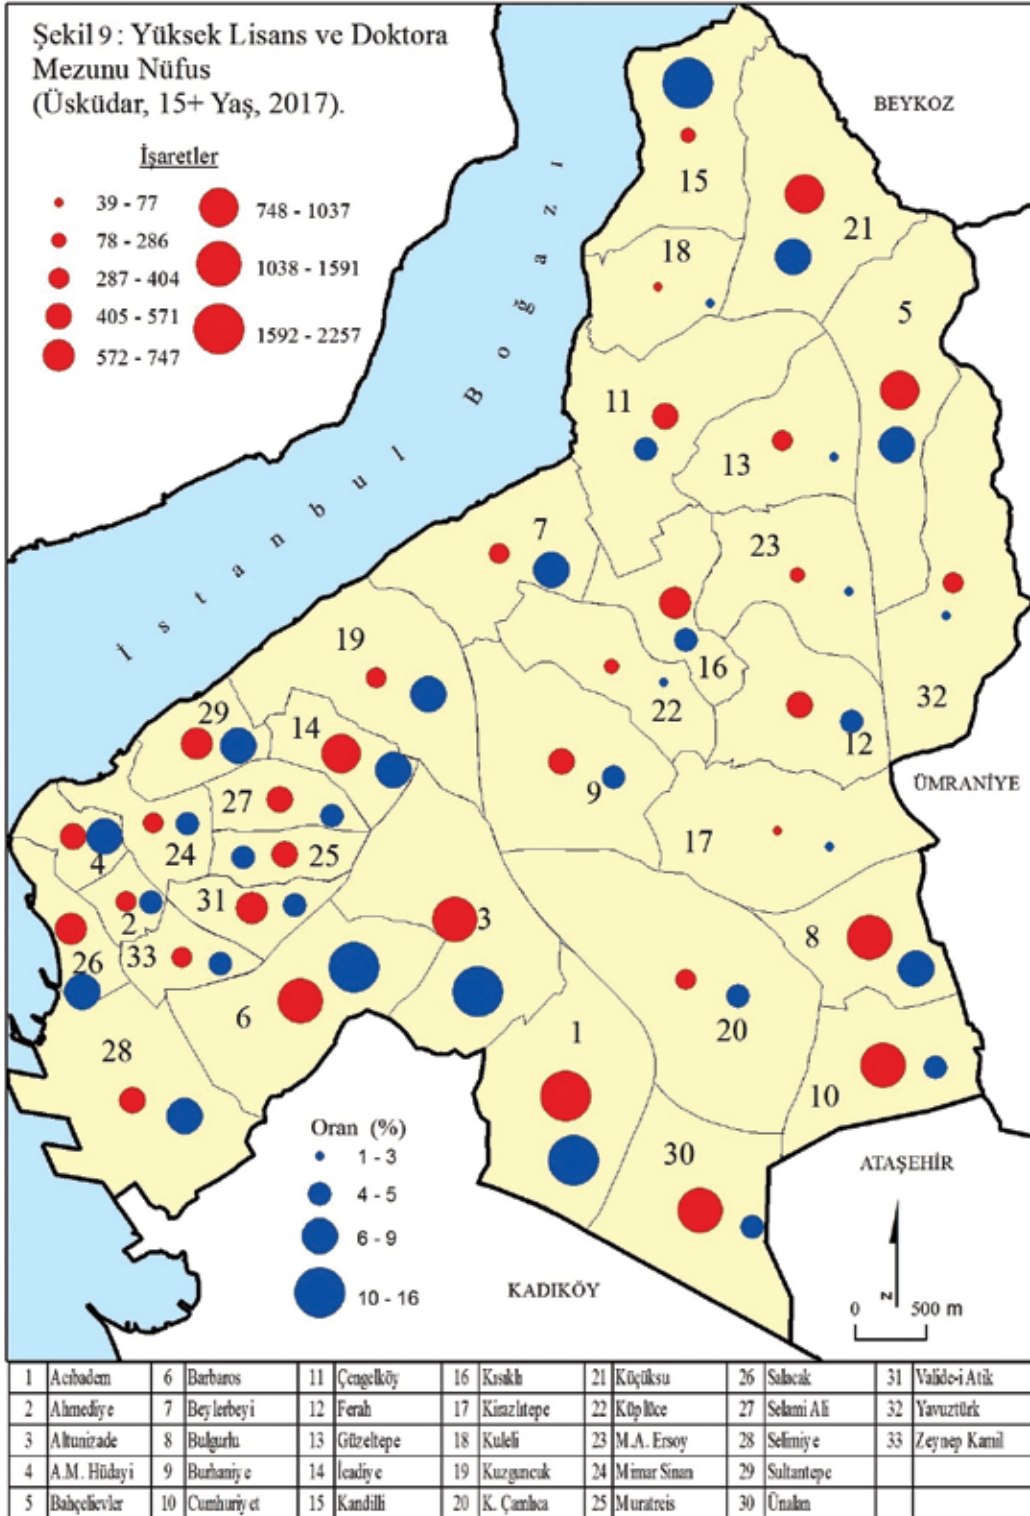 Şekil 9 : Yüksek Lisans ve Doktora
Mezunu Nüfus
(Üsküdar, 15+ Yaş, 2017).
İşaretler
39 - 77
78 - 286
287 - 404
405 - 571
572 - 747
748 - 1037
1038 - 1591
1592 - 2257
İstanbul Boğazı
BEYKOZ
15
21
18
5
11
13
7
23
19
16
22
32
29
14
12
27
9
ÜMRANİYE
4
24
25
17
2
31
3
8
33
26
6
20
1
28
10
30
Oran (%)
1 - 3
4 - 5
6 - 9
10 - 16
ATAŞEHİR
KADIKÖY
N
0 500 m
1 Acıbadem 6 Barbaros 11 Çengelköy 16 Kısıklı 21 Küçüksu 26 Salacak 31 Valide-i Atik
2 Ahmediye 7 Beylerbeyi 12 Ferah 17 Kirazlıtepe 22 Küplüce 27 Selami Ali 32 Yavuztürk
3 Altunizade 8 Bulgurlu 13 Güzeltepe 18 Kuleli 23 M.A. Ersoy 28 Selimiye 33 Zeynep Kamil
4 A.M. Hüdayi 9 Burhaniye 14 İcadiye 19 Kuzguncuk 24 Mimar Sinan 29 Sultantepe
5 Bahçelievler 10 Cumhuriyet 15 Kandilli 20 K. Çamlıca 25 Muratreis 30 Ünalan